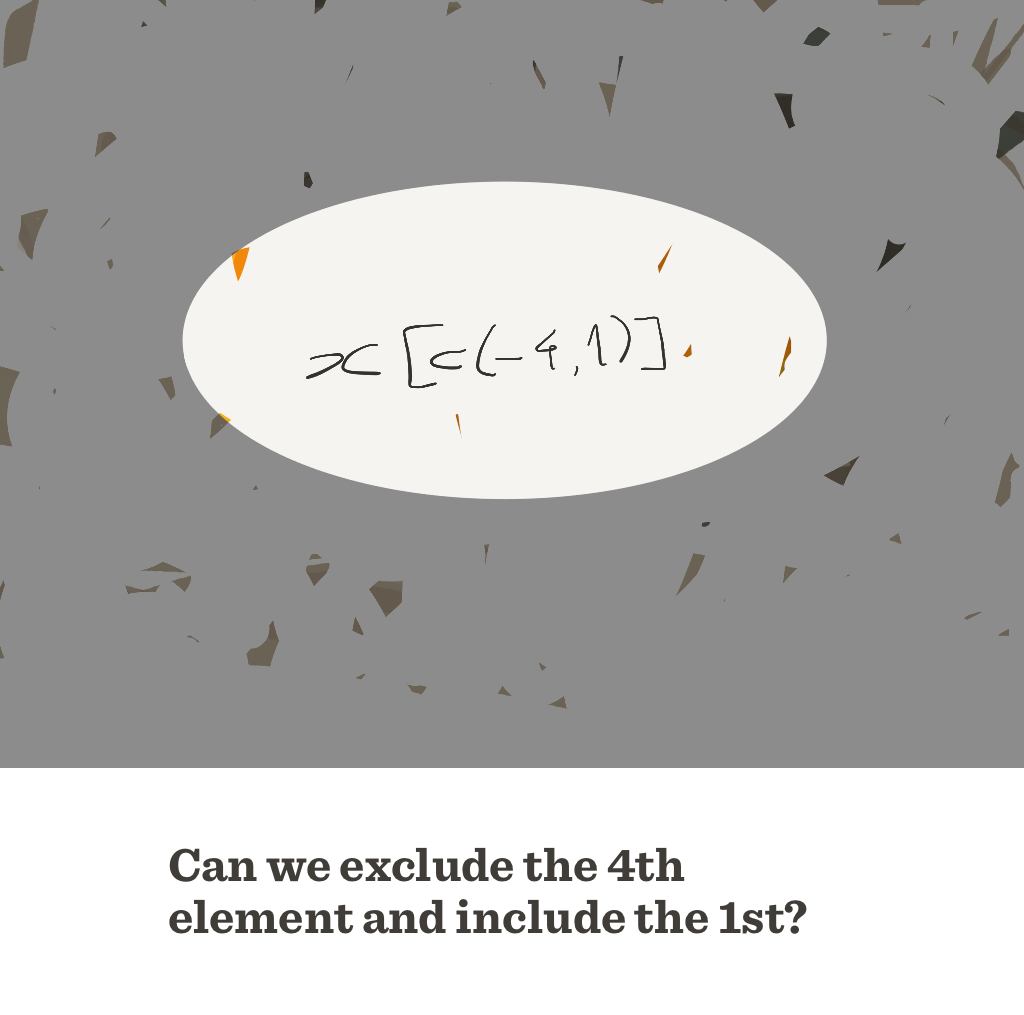 x[c(-4,1)]
Can we exclude the 4th
element and include the 1st?